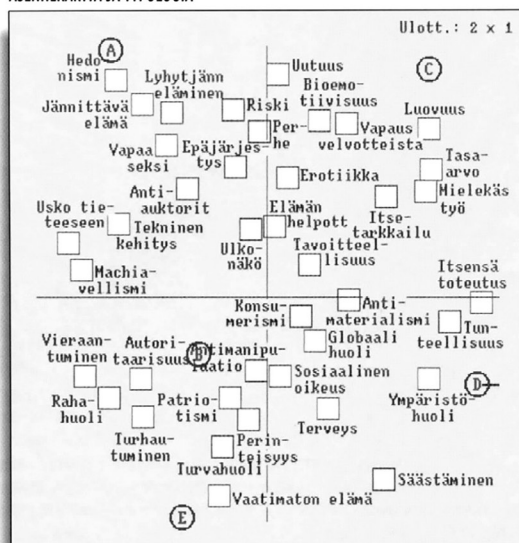 Ulott.: 2 x 1
A
C
Hedo
nismi
Lyhytjänn
eläminen
Uutuus
Bioemo-
tiivisuus
Jännittävä
elämä
Riski
Per-
he
Vapaus
velvotteista
Luovuus
Vapaa
seksi
Epäjärjes-
tys
Tasa-
arvo
Anti-
auktorit
Erotiikka
Mielekäs
työ
Usko tie-
teeseen
Tekninen
kehitys
Elämän
helpott
Itse-
tarkkailu
Ulko-
näkö
Tavoitteel-
lisuus
Machia-
vellismi
Itsensä
toteutus
Konsu-
merismi
Anti-
materialismi
Tun-
teellisuus
Vieraan-
tuminen
Autori-
taarisuus
B
Antimanipu-
laatio
Globaali
huoli
Sosiaalinen
oikeus
D
Raha-
huoli
Patrio-
tismi
Ympäristö-
huoli
Turhau-
tuminen
Terveys
Perin-
teisyys
Turvahuoli
Säästäminen
Vaatimaton elämä
E